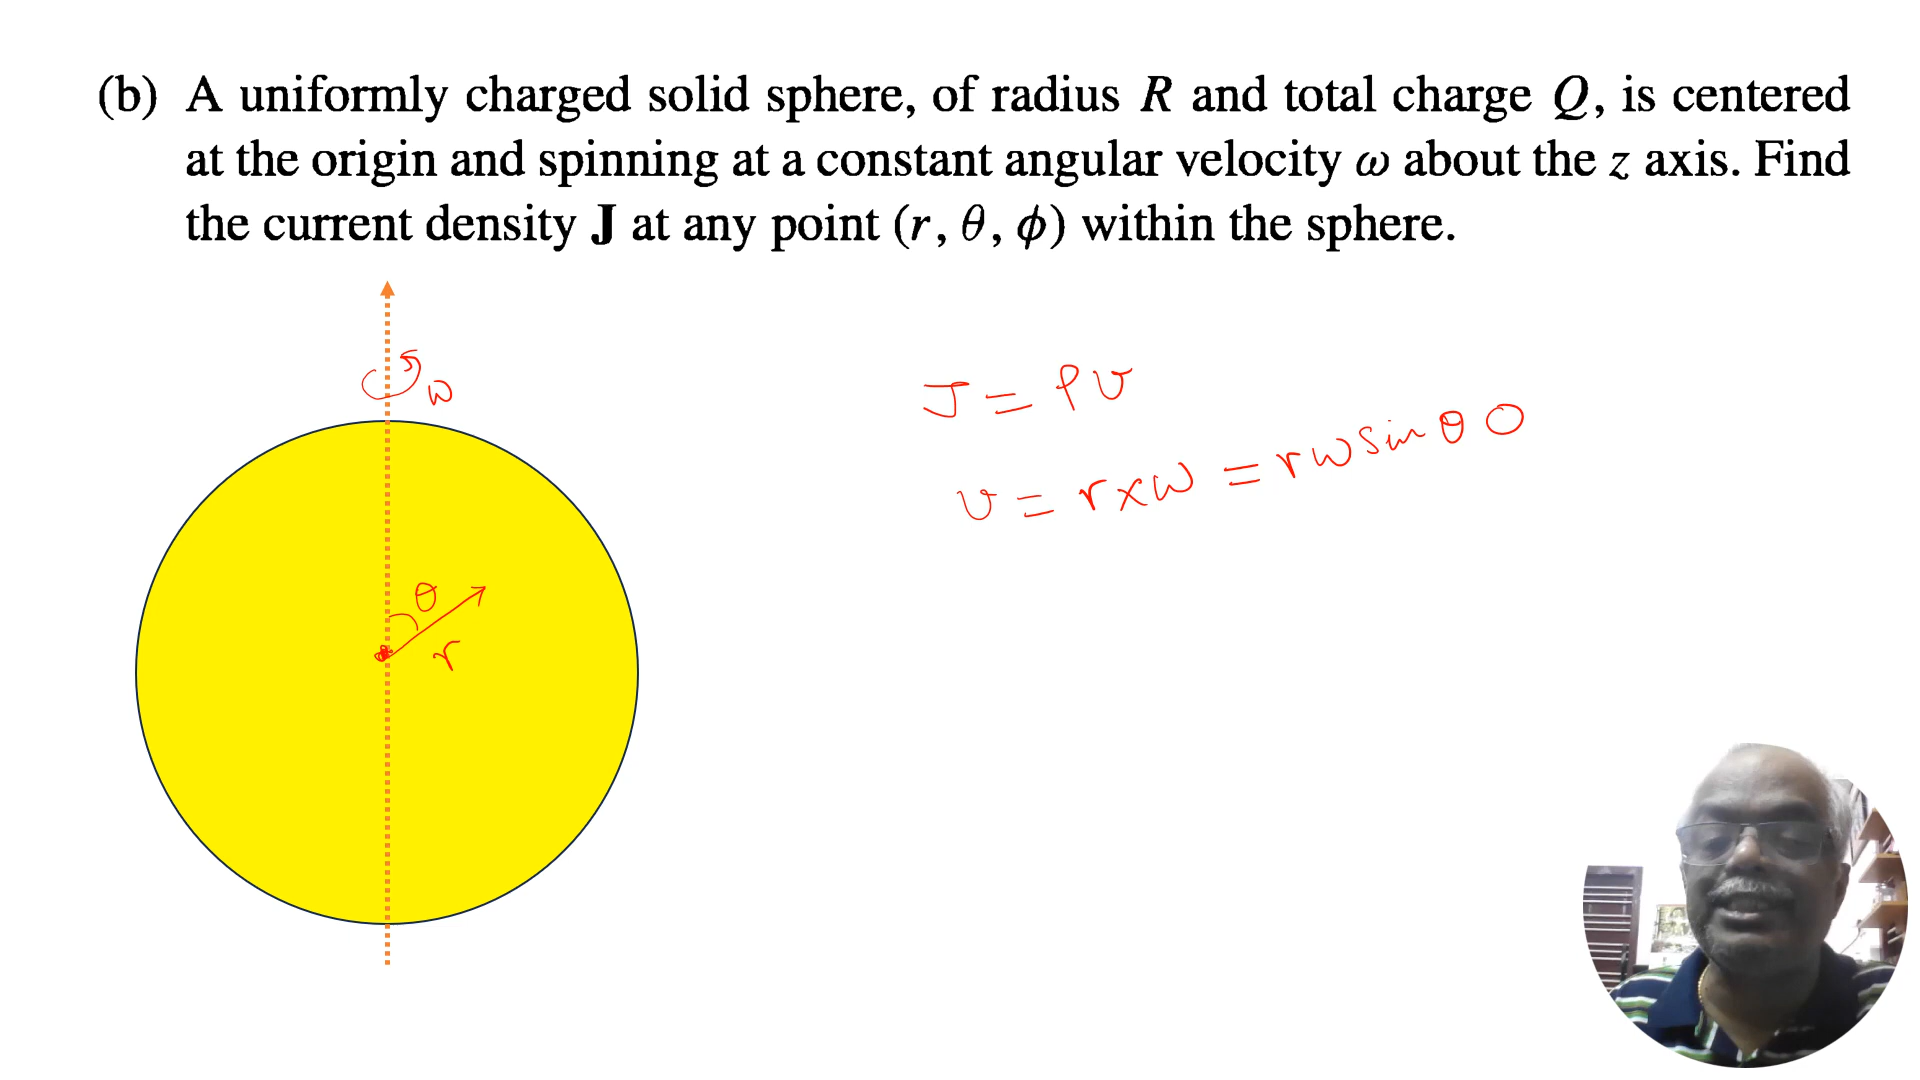 (b) A uniformly charged solid sphere, of radius R and total charge Q, is centered
at the origin and spinning at a constant angular velocity ω about the z axis. Find
the current density J at any point (r, θ, ϕ) within the sphere.
ω
J = ρv
v = r×ω = rω sin θ O
θ
r